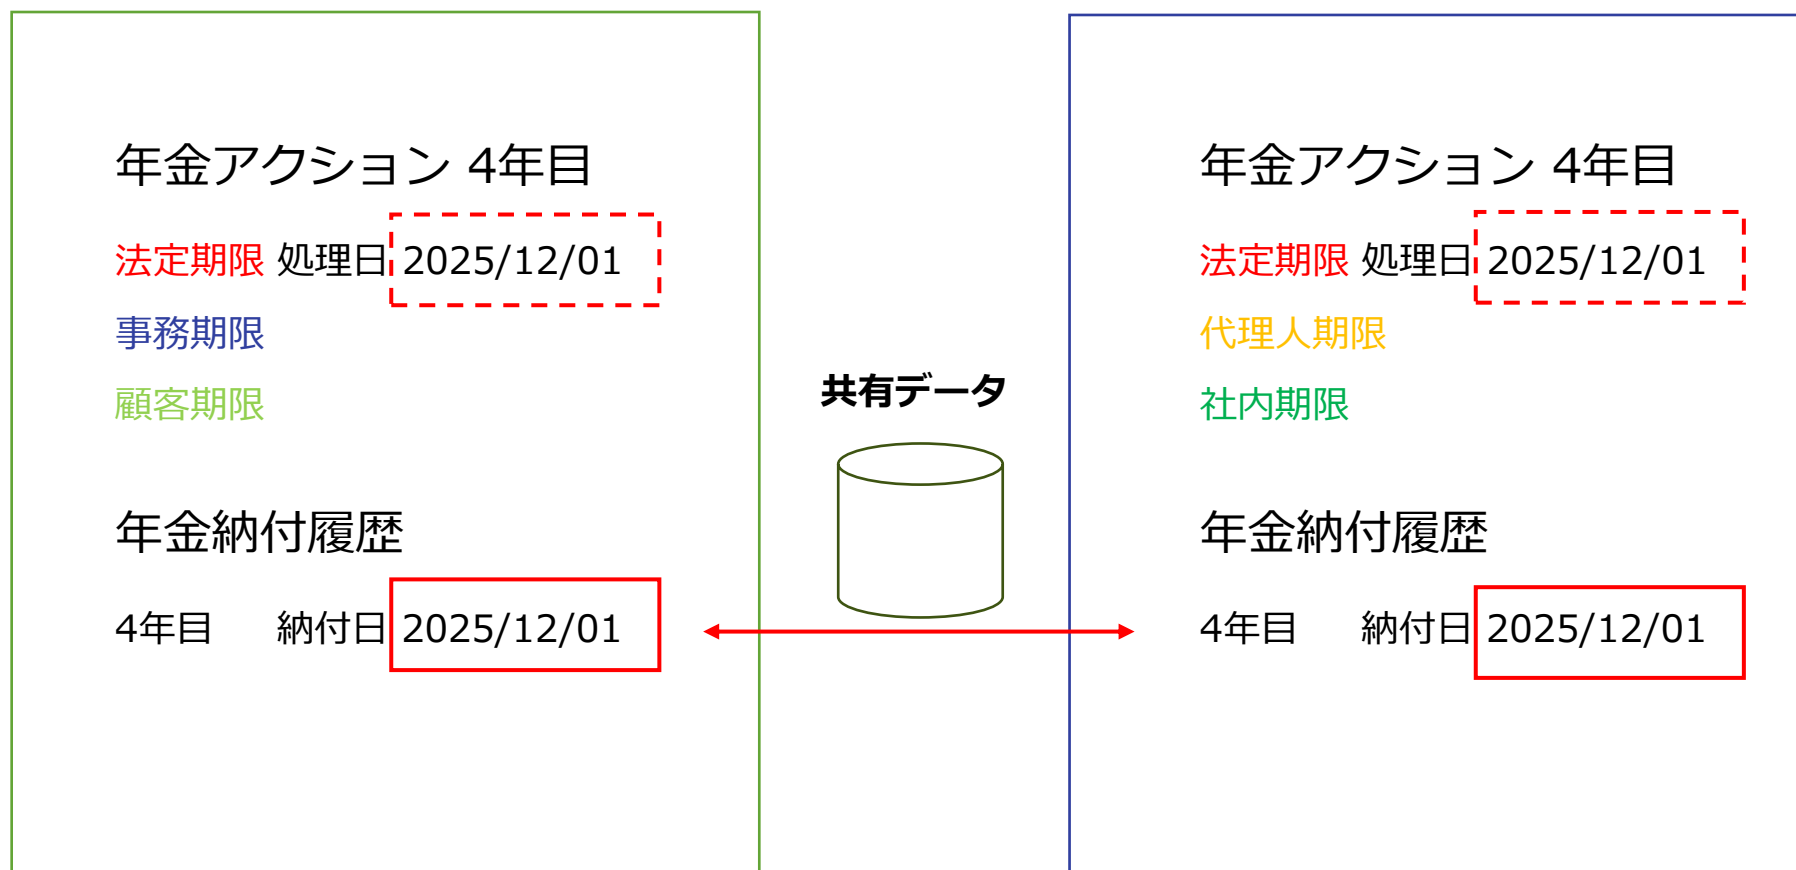 年金アクション 4年目
法定期限 処理日 2025/12/01
事務期限
顧客期限
年金納付履歴
4年目 納付日 2025/12/01
共有データ
年金アクション 4年目
法定期限 処理日 2025/12/01
代理人期限
社内期限
年金納付履歴
4年目 納付日 2025/12/01